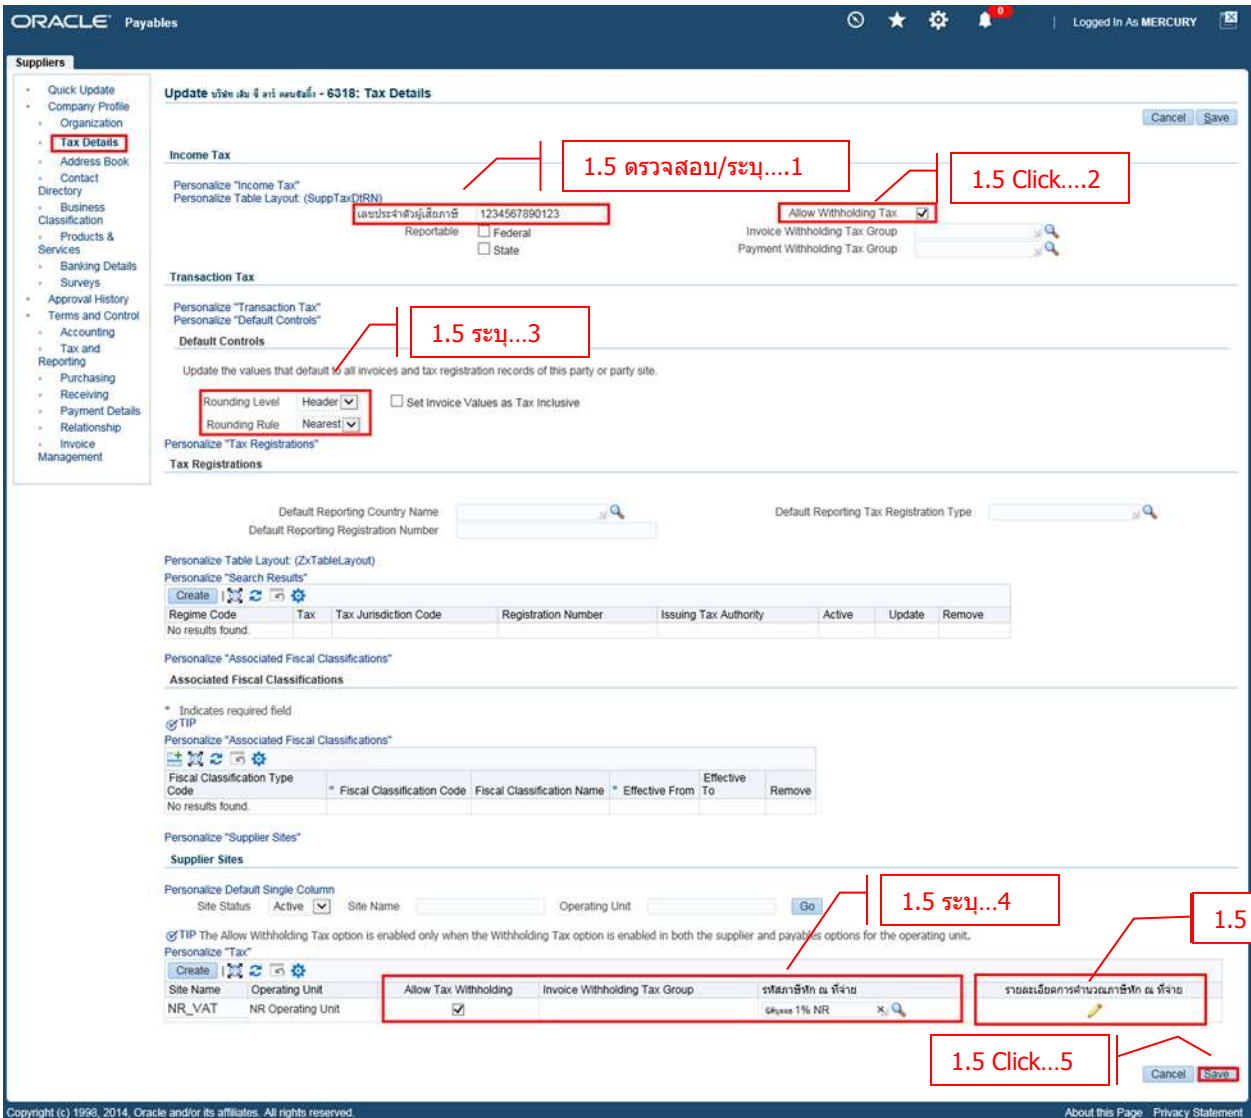 ORACLE Payables
0
Logged In As MERCURY
Suppliers
Quick Update
Company Profile
Organization
Tax Details
Address Book
Contact Directory
Business Classification
Products & Services
Banking Details
Surveys
Approval History
Terms and Control
Accounting
Tax and Reporting
Purchasing
Receiving
Payment Details
Relationship
Invoice Management
Update บริษัท เอ็ม จี อาร์ คอนซัลติ้ง - 6318: Tax Details
Cancel Save
Income Tax
1.5 ตรวจสอบ/ระบุ....1
1.5 Click....2
Personalize "Income Tax"
Personalize Table Layout: (SuppTaxDtRN)
เลขประจำตัวผู้เสียภาษี 1234567890123
Allow Withholding Tax
Reportable Federal
Invoice Withholding Tax Group
State
Payment Withholding Tax Group
Transaction Tax
Personalize "Transaction Tax"
Personalize "Default Controls"
1.5 ระบุ...3
Default Controls
Update the values that default to all invoices and tax registration records of this party or party site.
Rounding Level Header
Set Invoice Values as Tax Inclusive
Rounding Rule Nearest
Personalize "Tax Registrations"
Tax Registrations
Default Reporting Country Name
Default Reporting Tax Registration Type
Default Reporting Registration Number
Personalize Table Layout: (ZxTableLayout)
Personalize "Search Results"
Create
Regime Code Tax Tax Jurisdiction Code Registration Number Issuing Tax Authority Active Update Remove
No results found.
Personalize "Associated Fiscal Classifications"
Associated Fiscal Classifications
* Indicates required field
TIP
Personalize "Associated Fiscal Classifications"
Fiscal Classification Type Code * Fiscal Classification Code Fiscal Classification Name * Effective From Effective To Remove
No results found.
Personalize "Supplier Sites"
Supplier Sites
Personalize Default Single Column
Site Status Active Site Name Operating Unit Go
1.5 ระบุ...4
1.5
TIP The Allow Withholding Tax option is enabled only when the Withholding Tax option is enabled in both the supplier and payables options for the operating unit.
Personalize "Tax"
Create
Site Name Operating Unit Allow Tax Withholding Invoice Withholding Tax Group รหัสภาษีหัก ณ ที่จ่าย รายละเอียดการคำนวณภาษีหัก ณ ที่จ่าย
NR_VAT NR Operating Unit 1% NR
1.5 Click...5
Cancel Save
Copyright (c) 1998, 2014, Oracle and/or its affiliates. All rights reserved.
About this Page Privacy Statement